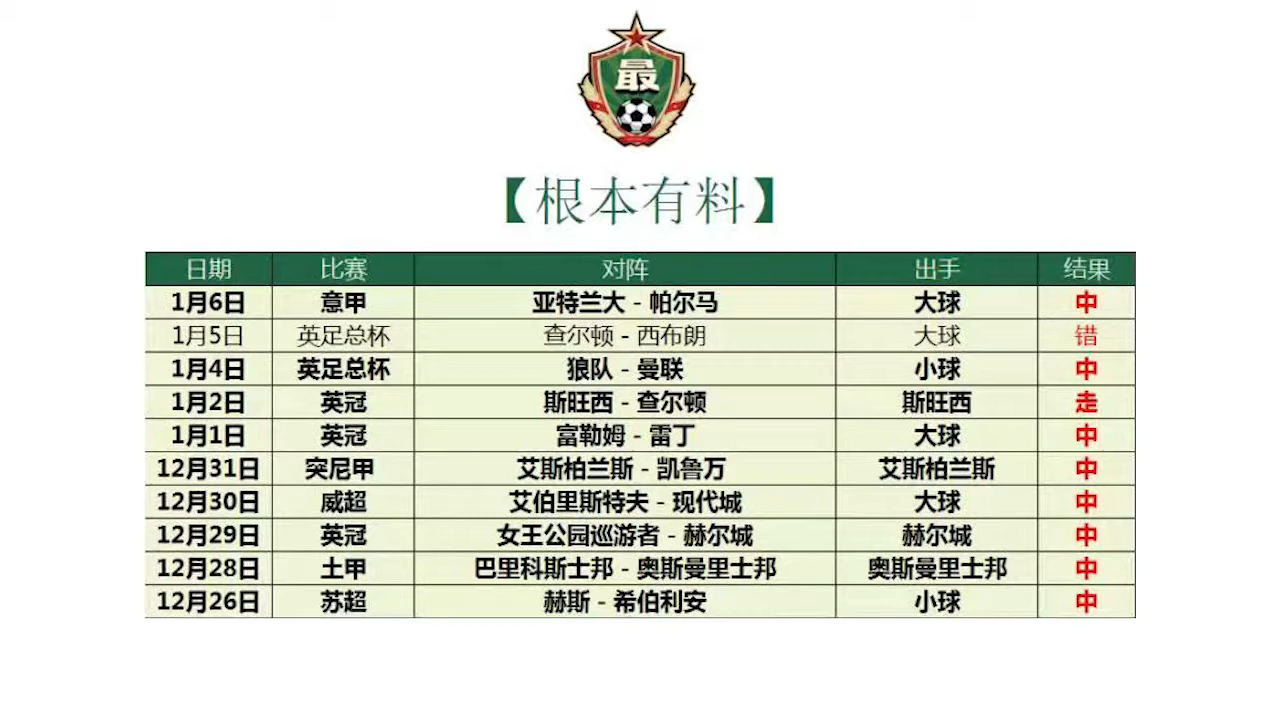 最
【根本有料】
日期 比赛 对阵 出手 结果
1月6日 意甲 亚特兰大 - 帕尔马 大球 中
1月5日 英足总杯 查尔顿 - 西布朗 大球 错
1月4日 英足总杯 狼队 - 曼联 小球 中
1月2日 英冠 斯旺西 - 查尔顿 斯旺西 走
1月1日 英冠 富勒姆 - 雷丁 大球 中
12月31日 突尼甲 艾斯柏兰斯 - 凯鲁万 艾斯柏兰斯 中
12月30日 威超 艾伯里斯特夫 - 现代城 大球 中
12月29日 英冠 女王公园巡游者 - 赫尔城 赫尔城 中
12月28日 土甲 巴里科斯士邦 - 奥斯曼里士邦 奥斯曼里士邦 中
12月26日 苏超 赫斯 - 希伯利安 小球 中